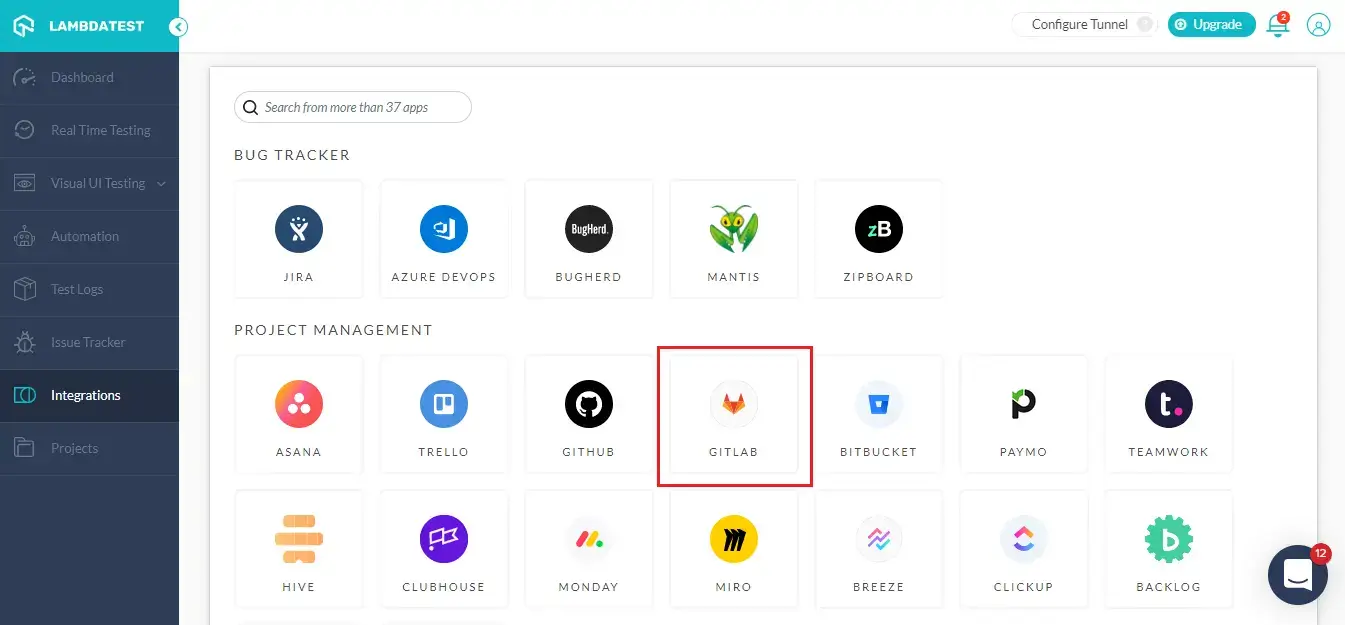 LAMBDATEST
Configure Tunnel
Upgrade
2
Dashboard
Real Time Testing
Visual UI Testing
Automation
Test Logs
Issue Tracker
Integrations
Projects
Search from more than 37 apps
BUG TRACKER
BugHerd.
zB
JIRA
AZURE DEVOPS
BUGHERD
MANTIS
ZIPBOARD
PROJECT MANAGEMENT
t.
ASANA
TRELLO
GITHUB
GITLAB
BITBUCKET
PAYMO
TEAMWORK
b
HIVE
CLUBHOUSE
MONDAY
MIRO
BREEZE
CLICKUP
BACKLOG
12